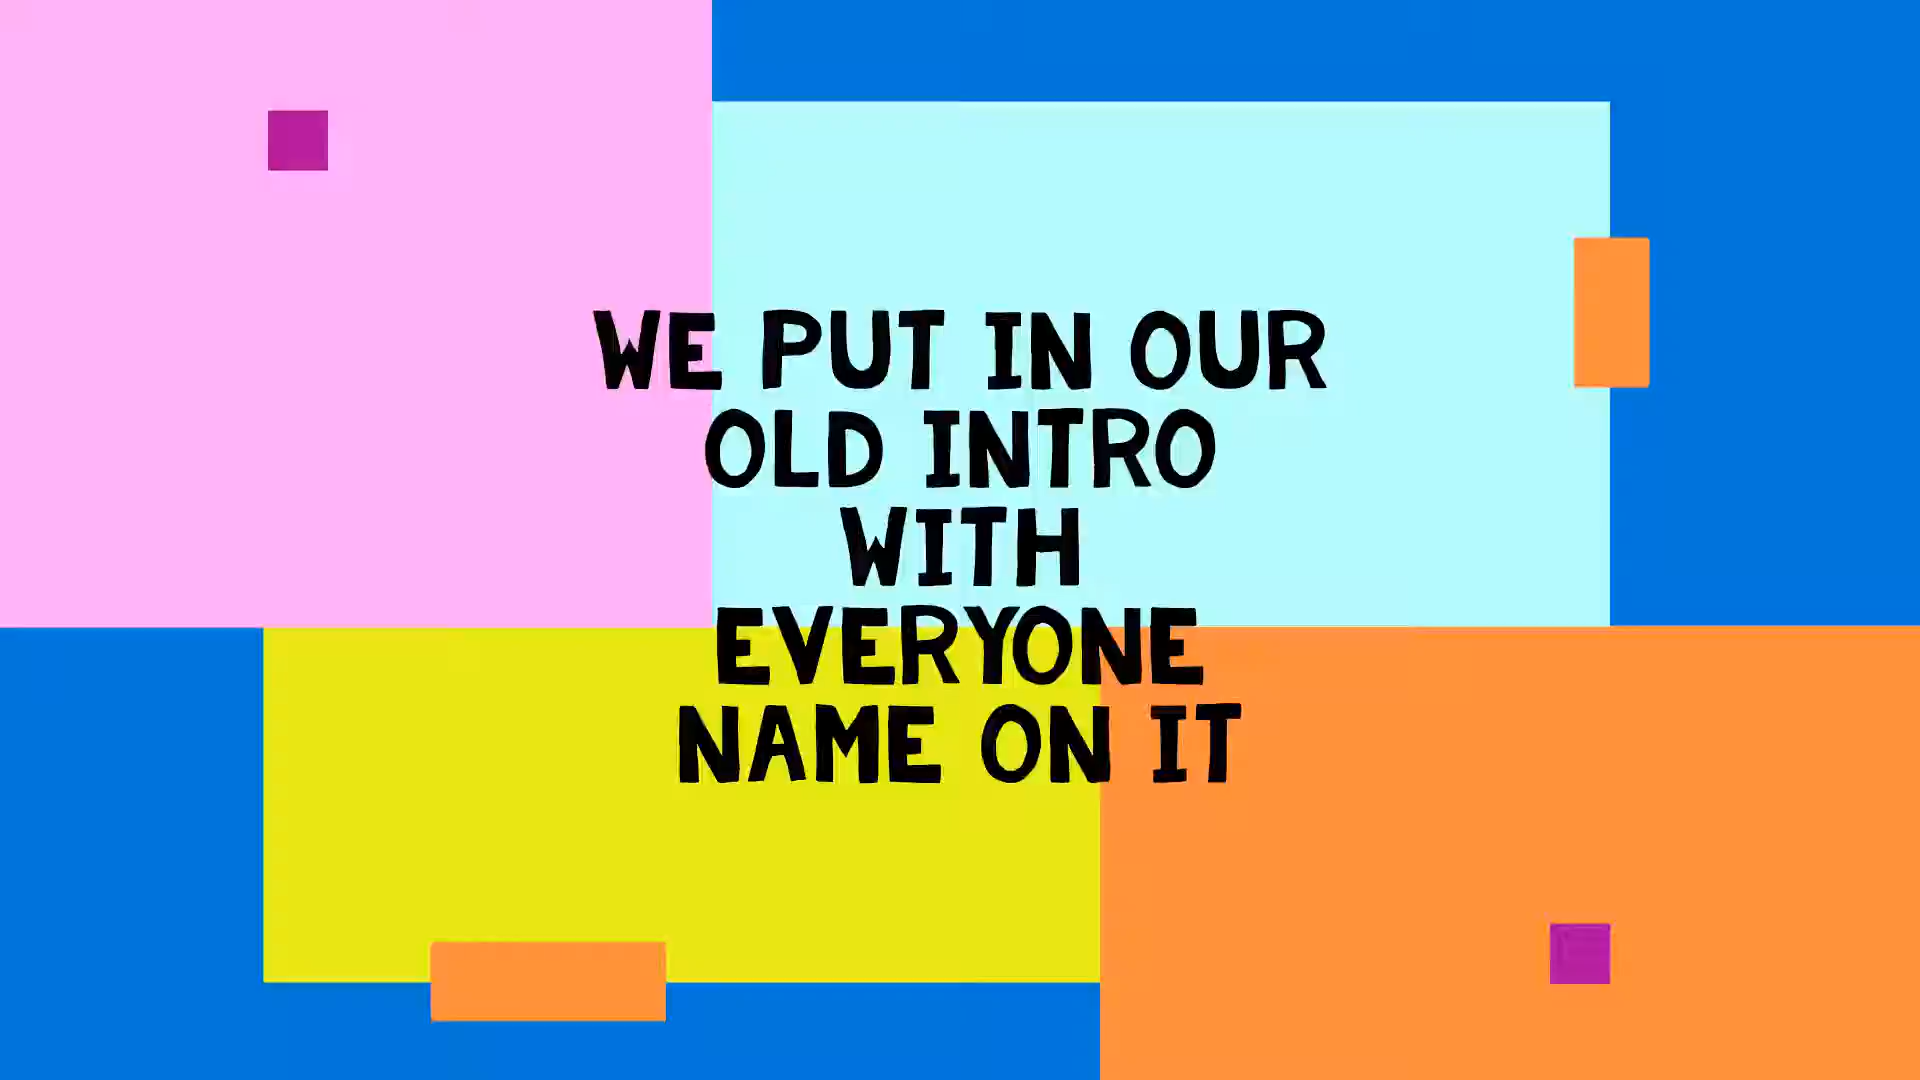 WE PUT IN OUR
OLD INTRO
WITH
EVERYONE
NAME ON IT